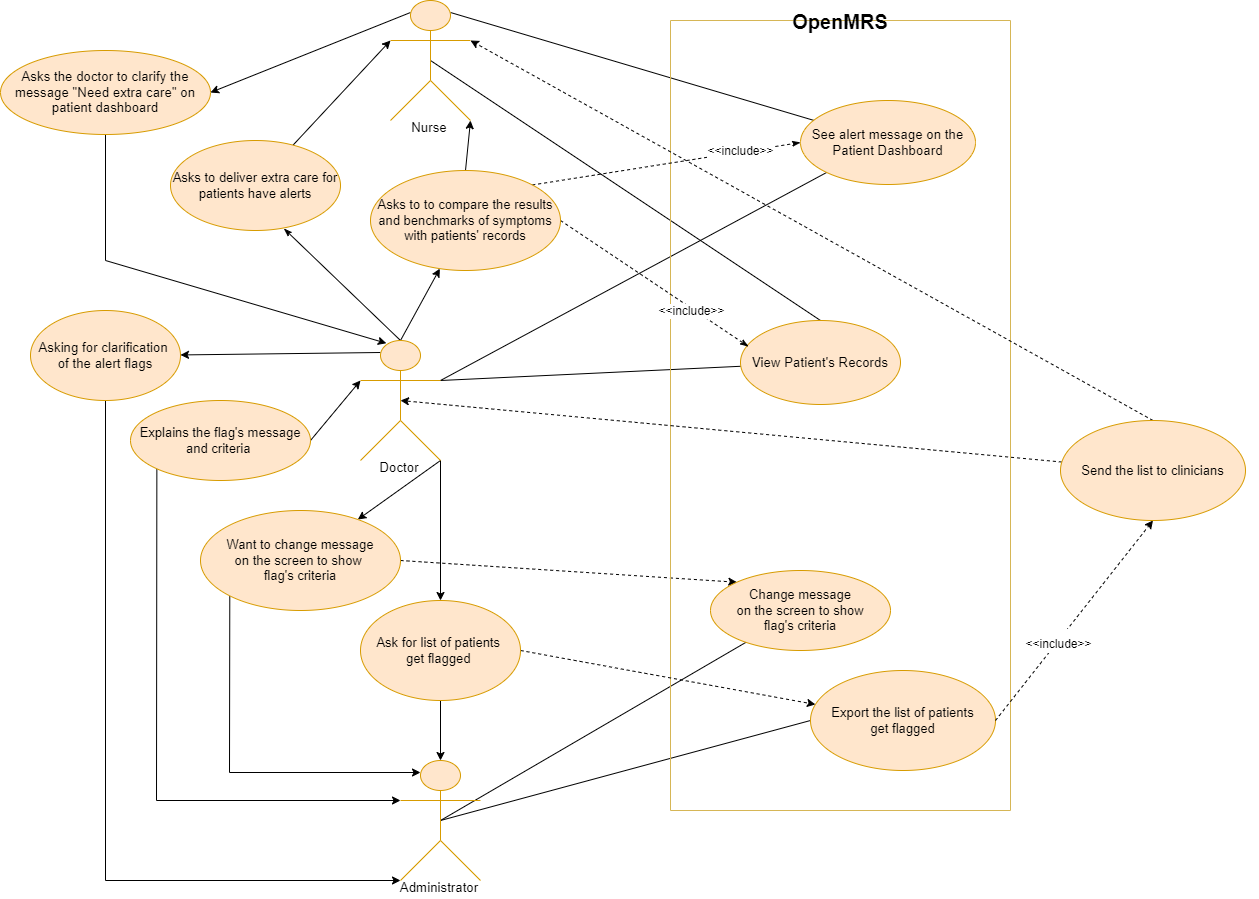 OpenMRS
Asks the doctor to clarify the
message "Need extra care" on
patient dashboard
Nurse
See alert message on the
Patient Dashboard
<<include>>
Asks to deliver extra care for
patients have alerts
Asks to to compare the results
and benchmarks of symptoms
with patients' records
<<include>>
Asking for clarification
of the alert flags
View Patient's Records
Explains the flag's message
and criteria
Doctor
Send the list to clinicians
Want to change message
on the screen to show
flag's criteria
Change message
on the screen to show
flag's criteria
Ask for list of patients
get flagged
<<include>>
Export the list of patients
get flagged
Administrator